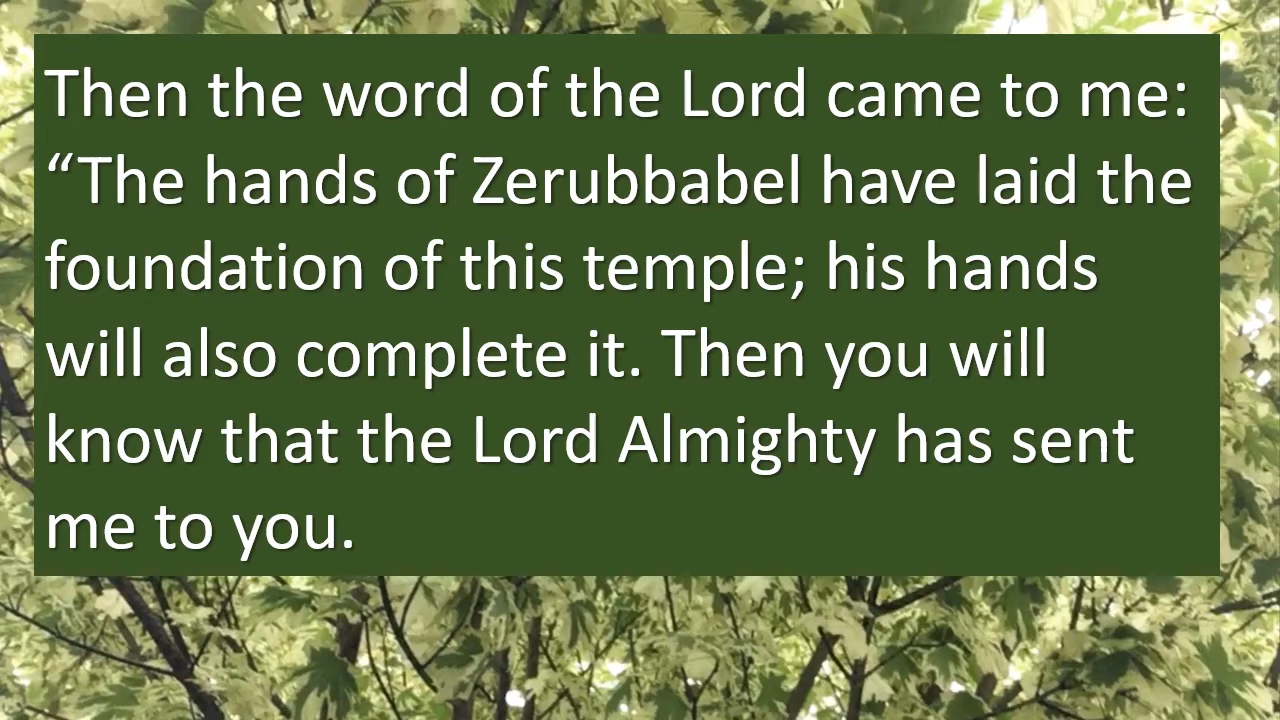 Then the word of the Lord came to me:
“The hands of Zerubbabel have laid the
foundation of this temple; his hands
will also complete it. Then you will
know that the Lord Almighty has sent
me to you.